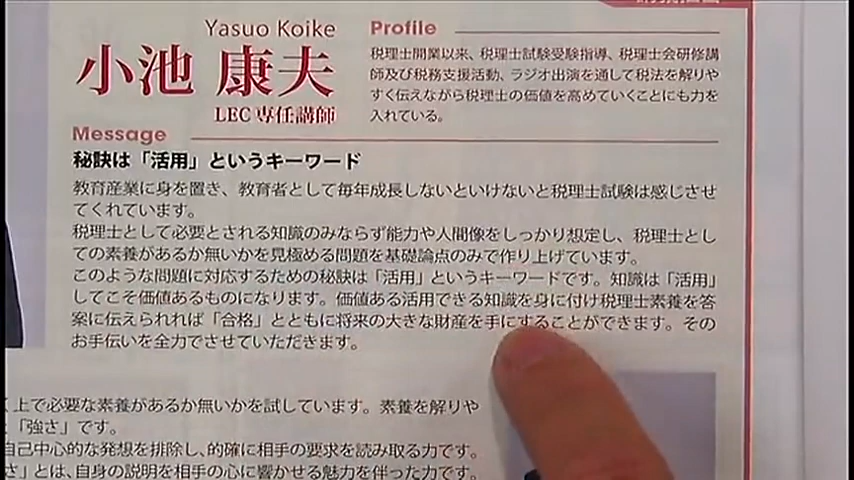 Yasuo Koike
小池 康夫
LEC専任講師
Profile
税理士開業以来、税理士試験受験指導、税理士会研修講
師及び税務支援活動、ラジオ出演を通して税法を解りや
すく伝えながら税理士の価値を高めていくことにも力を
入れている。
Message
秘訣は「活用」というキーワード
教育産業に身を置き、教育者として毎年成長しないといけないと税理士試験は感じさせ
てくれています。
税理士として必要とされる知識のみならず能力や人間像をしっかり想定し、税理士とし
ての素養があるか無いかを見極める問題を基礎論点のみで作り上げています。
このような問題に対応するための秘訣は「活用」というキーワードです。知識は「活用」
してこそ価値あるものになります。価値ある活用できる知識を身に付け税理士素養を答
案に伝えられれば「合格」とともに将来の大きな財産を手にすることができます。その
お手伝いを全力でさせていただきます。
上で必要な素養があるか無いかを試しています。素養を解りや
「強さ」です。
自己中心的な発想を排除し、的確に相手の要求を読み取る力です。
さ」とは、自身の説明を相手の心に響かせる魅力を伴った力です。